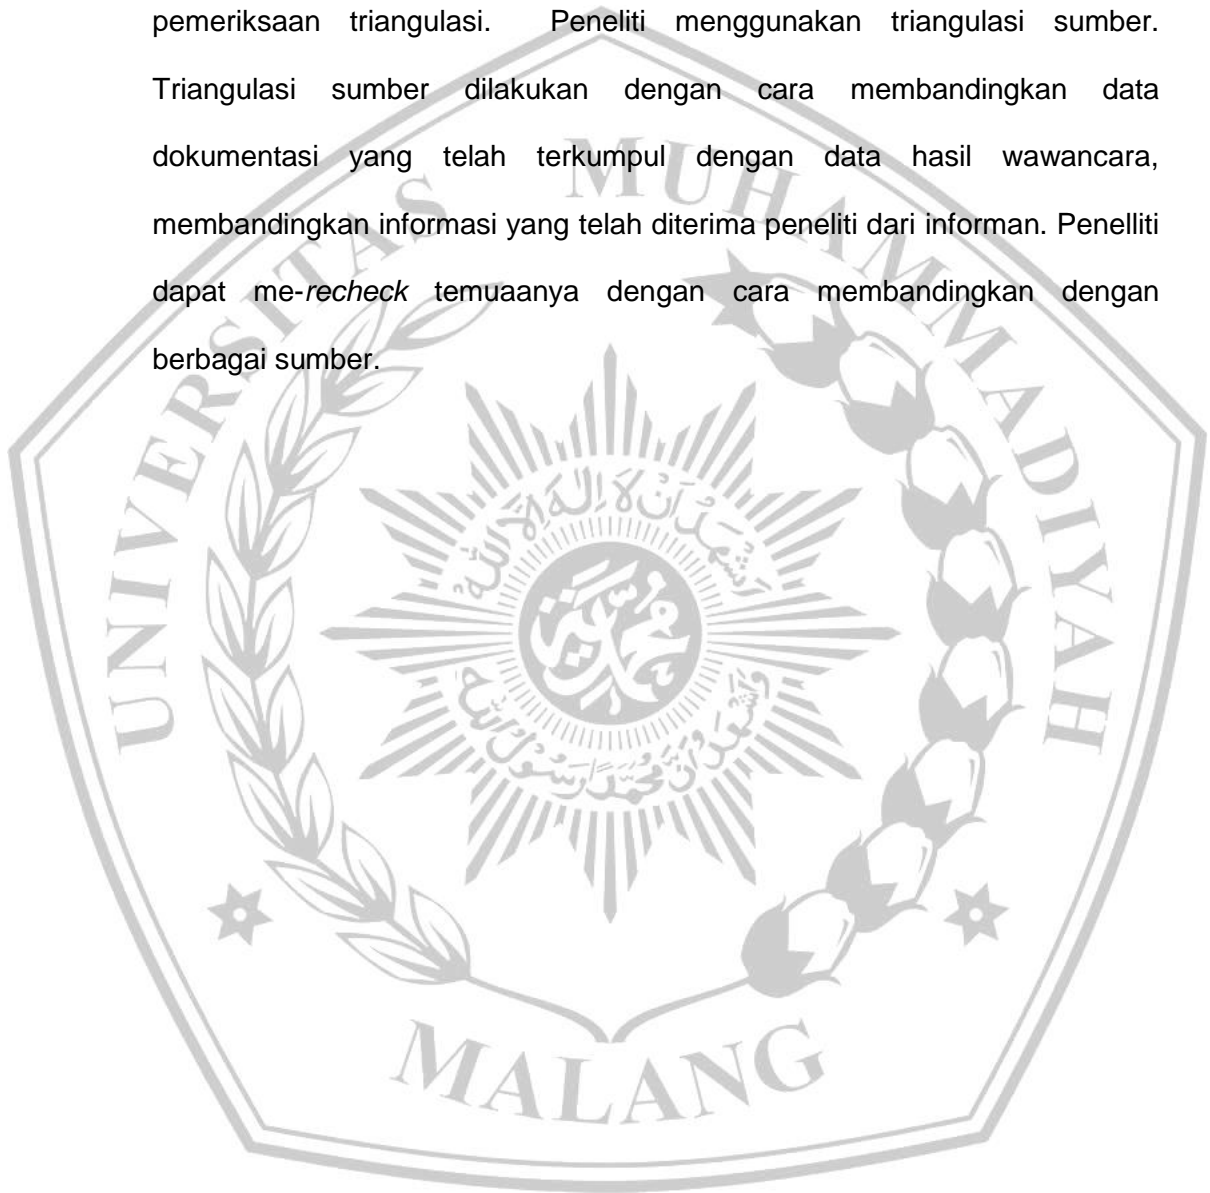 pemeriksaan triangulasi. Peneliti menggunakan triangulasi sumber.
Triangulasi sumber dilakukan dengan cara membandingkan data
dokumentasi yang telah terkumpul dengan data hasil wawancara,
membandingkan informasi yang telah diterima peneliti dari informan. Penelliti
dapat me-recheck temuaanya dengan cara membandingkan dengan
berbagai sumber.
UNIVERSITAS MUHAMMADIYAH
MALANG